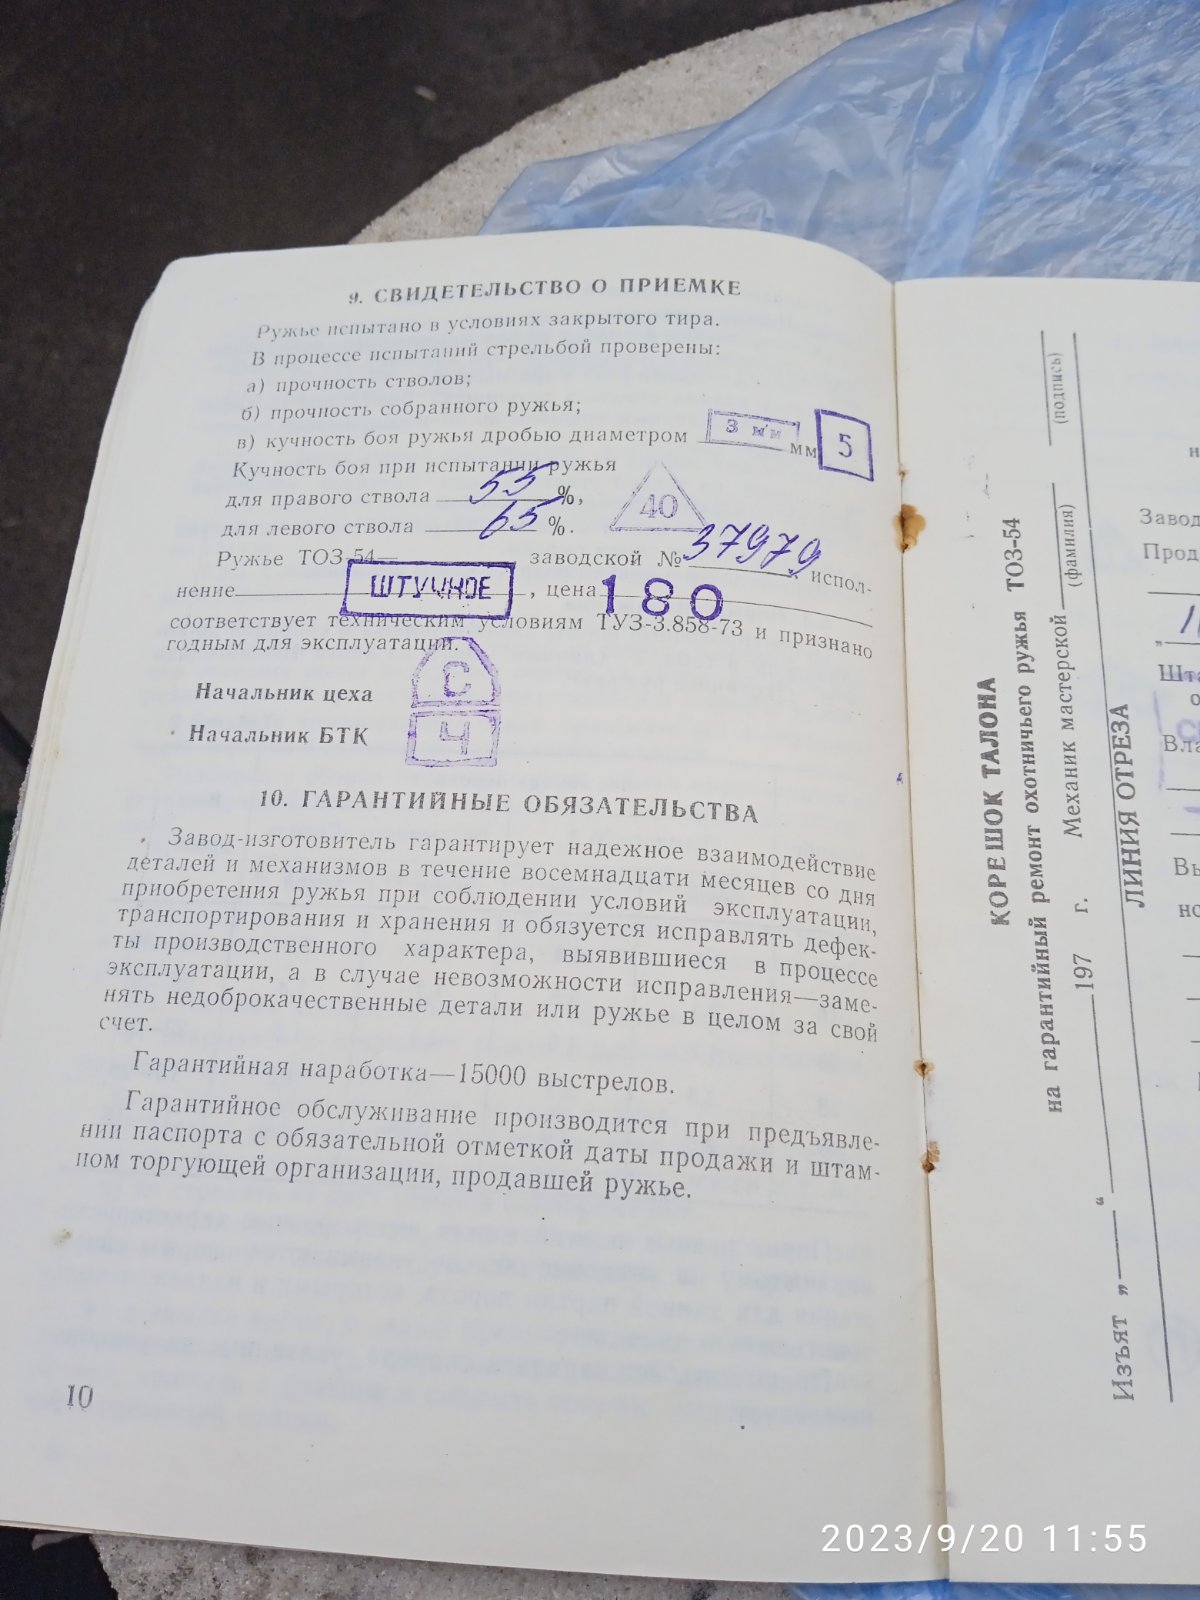 9. СВИДЕТЕЛЬСТВО О ПРИЕМКЕ
Ружье испытано в условиях закрытого тира.
В процессе испытаний стрельбой проверены:
а) прочность стволов;
б) прочность собранного ружья;
в) кучность боя ружья дробью диаметром 3 мм мм 5
Кучность боя при испытании ружья
для правого ствола 55 %,
для левого ствола 65 %.
40
Ружье ТОЗ-54— заводской № 37979, испол-
нение ШТУЧНОЕ, цена 180
соответствует техническим условиям ТУЗ-3.858-73 и признано
годным для эксплуатации.
Начальник цеха С
Начальник БТК Ч
10. ГАРАНТИЙНЫЕ ОБЯЗАТЕЛЬСТВА
Завод-изготовитель гарантирует надежное взаимодействие
деталей и механизмов в течение восемнадцати месяцев со дня
приобретения ружья при соблюдении условий эксплуатации,
транспортирования и хранения и обязуется исправлять дефек-
ты производственного характера, выявившиеся в процессе
эксплуатации, а в случае невозможности исправления—заме-
нять недоброкачественные детали или ружье в целом за свой
счет.
Гарантийная наработка—15000 выстрелов.
Гарантийное обслуживание производится при предъявле-
нии паспорта с обязательной отметкой даты продажи и штам-
пом торгующей организации, продавшей ружье.
10
КОРЕШОК ТАЛОНА
на гарантийный ремонт охотничьего ружья ТОЗ-54
Изъят „ “ 197 г. Механик мастерской
(фамилия) (подпись)
ЛИНИЯ ОТРЕЗА
Завод
Прод
„ 1
Шта
Вла
Вы
но
2023/9/20 11:55